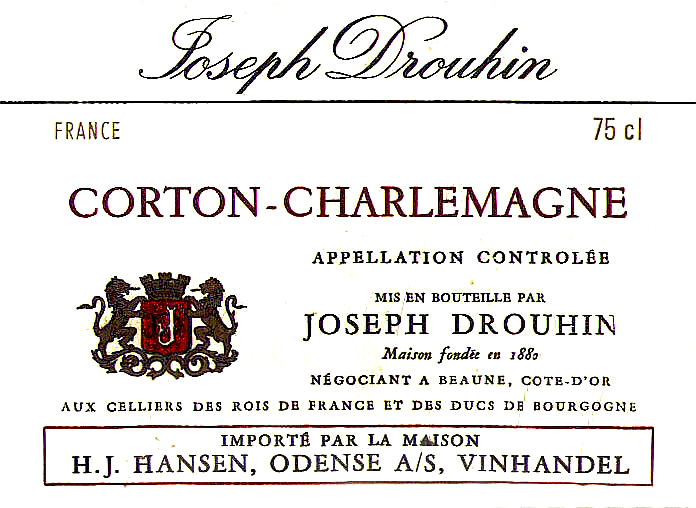 Joseph Drouhin
FRANCE 75 cl
CORTON-CHARLEMAGNE
APPELLATION CONTROLÉE
MIS EN BOUTEILLE PAR
JOSEPH DROUHIN
Maison fondée en 1880
NÉGOCIANT A BEAUNE, COTE-D'OR
AUX CELLIERS DES ROIS DE FRANCE ET DES DUCS DE BOURGOGNE
IMPORTÉ PAR LA MAISON
H.J. HANSEN, ODENSE A/S, VINHANDEL